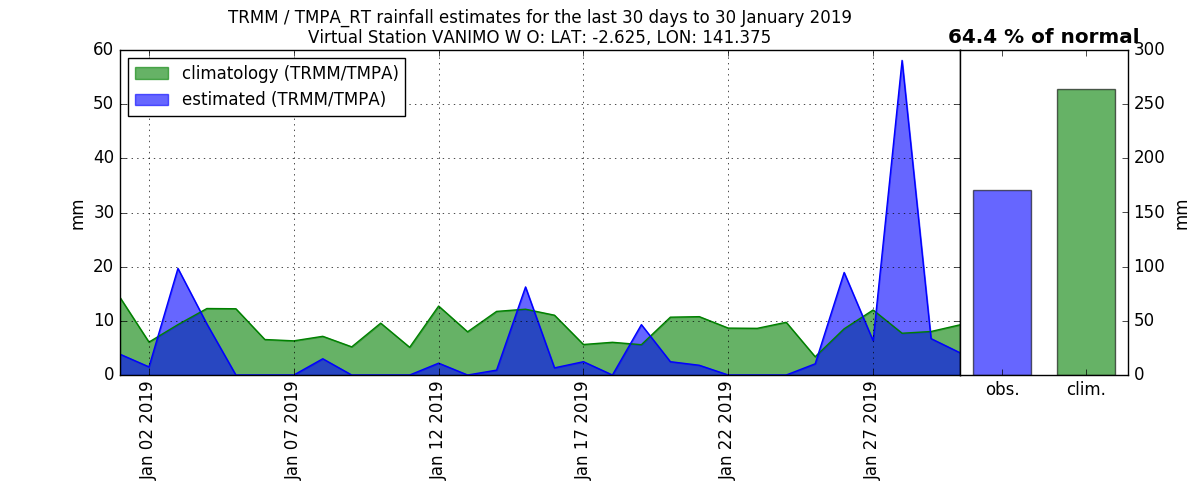 TRMM / TMPA_RT rainfall estimates for the last 30 days to 30 January 2019
Virtual Station VANIMO W O: LAT: -2.625, LON: 141.375
64.4 % of normal
climatology (TRMM/TMPA)
estimated (TRMM/TMPA)
60
50
40
30
20
10
0
mm
Jan 02 2019
Jan 07 2019
Jan 12 2019
Jan 17 2019
Jan 22 2019
Jan 27 2019
300
250
200
150
100
50
0
mm
obs.
clim.